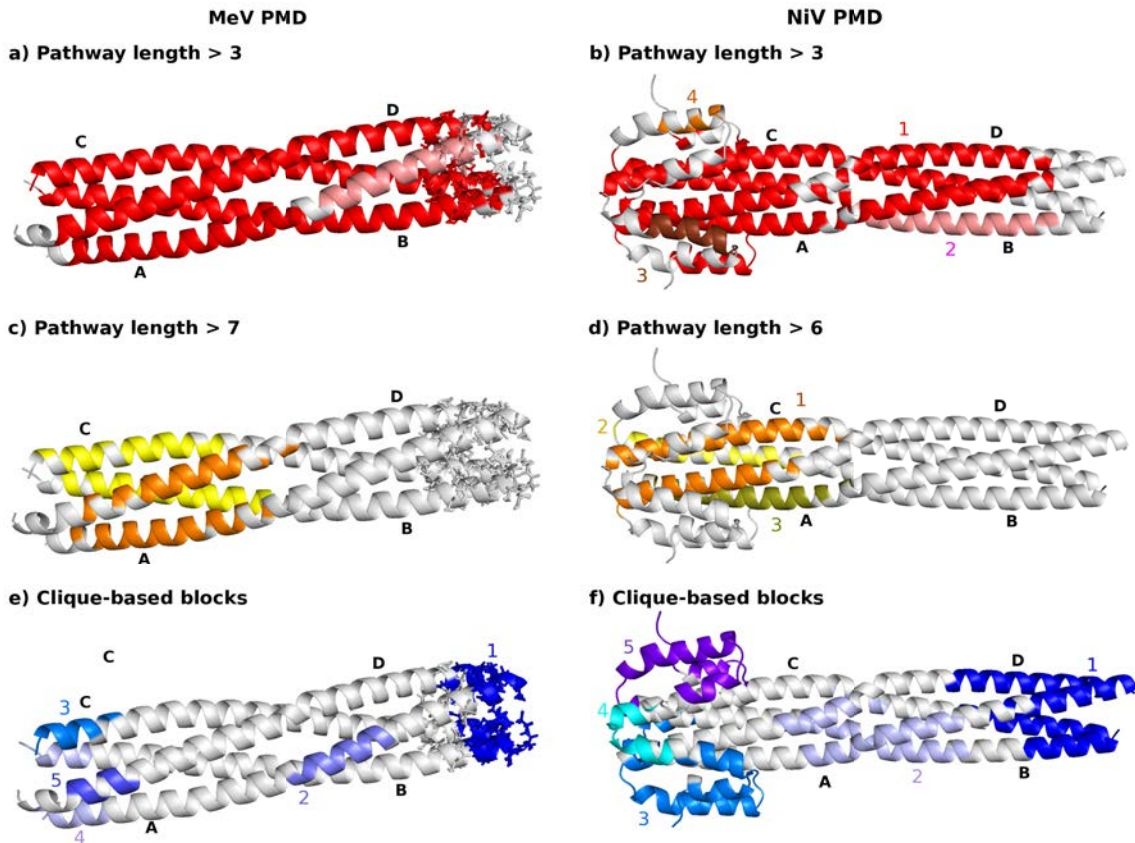 MeV PMD
NiV PMD
a) Pathway length > 3
b) Pathway length > 3
C
D
A
B
4
C
1
D
3
A
2
B
c) Pathway length > 7
d) Pathway length > 6
C
D
A
B
2
C
1
D
3
A
B
e) Clique-based blocks
f) Clique-based blocks
C
3
C
D
1
5
4
A
2
B
5
4
C
D
1
3
A
2
B